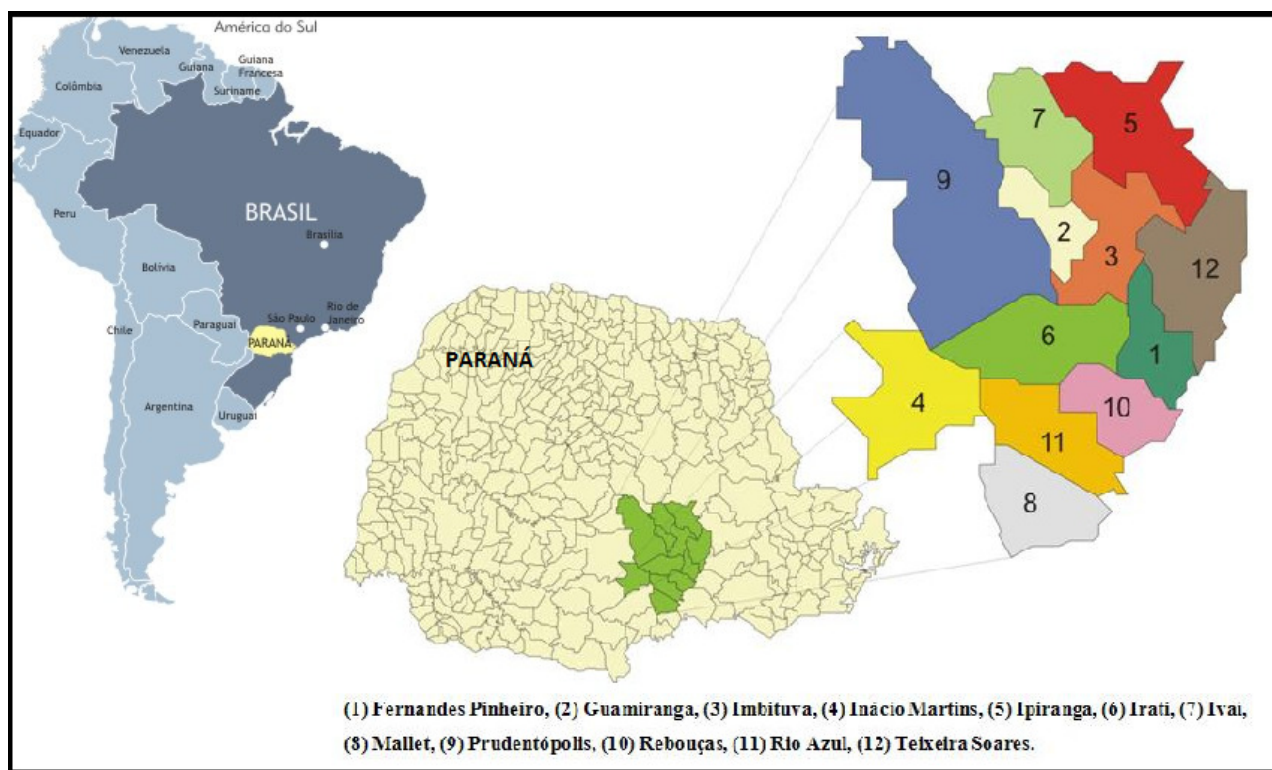 América do Sul
Venezuela
Guiana
Guiana
Francesa
Suriname
Colômbia
Equador
Peru
BRASIL
Brasília
Bolívia
Paraguai
São Paulo
Rio de
Janeiro
Chile
PARANÁ
Argentina
Uruguai
PARANÁ
7
5
9
2
3
12
6
1
4
10
11
8
(1) Fernandes Pinheiro, (2) Guamiranga, (3) Imbituva, (4) Inácio Martins, (5) Ipiranga, (6) Irati, (7) Ivaí,
(8) Mallet, (9) Prudentópolis, (10) Rebouças, (11) Rio Azul, (12) Teixeira Soares.